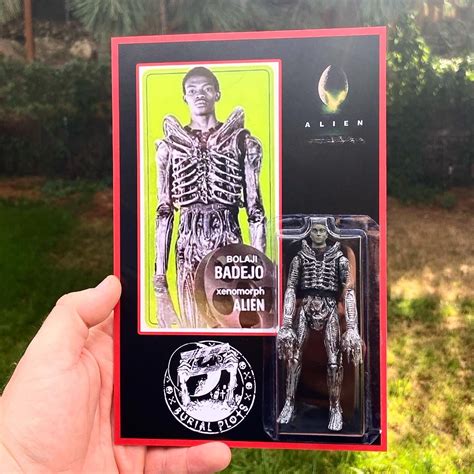 ALIEN
BOLAJI
BADEJO
xenomorph
ALIEN
BURIAL PLOTS